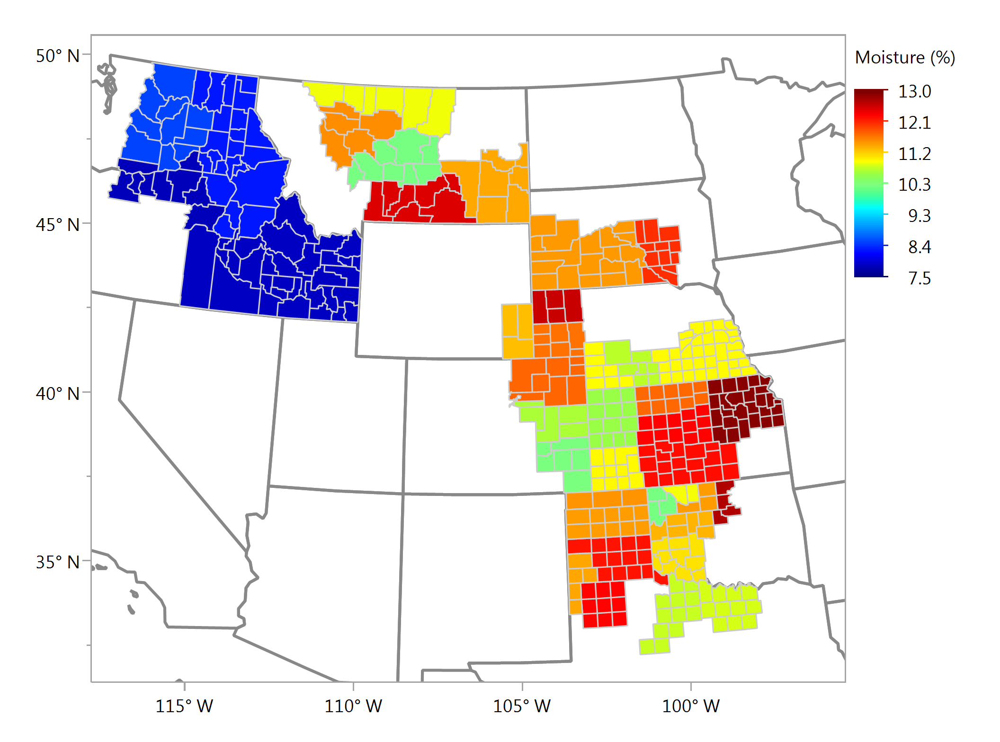 50° N
45° N
40° N
35° N
115° W
110° W
105° W
100° W
Moisture (%)
13.0
12.1
11.2
10.3
9.3
8.4
7.5